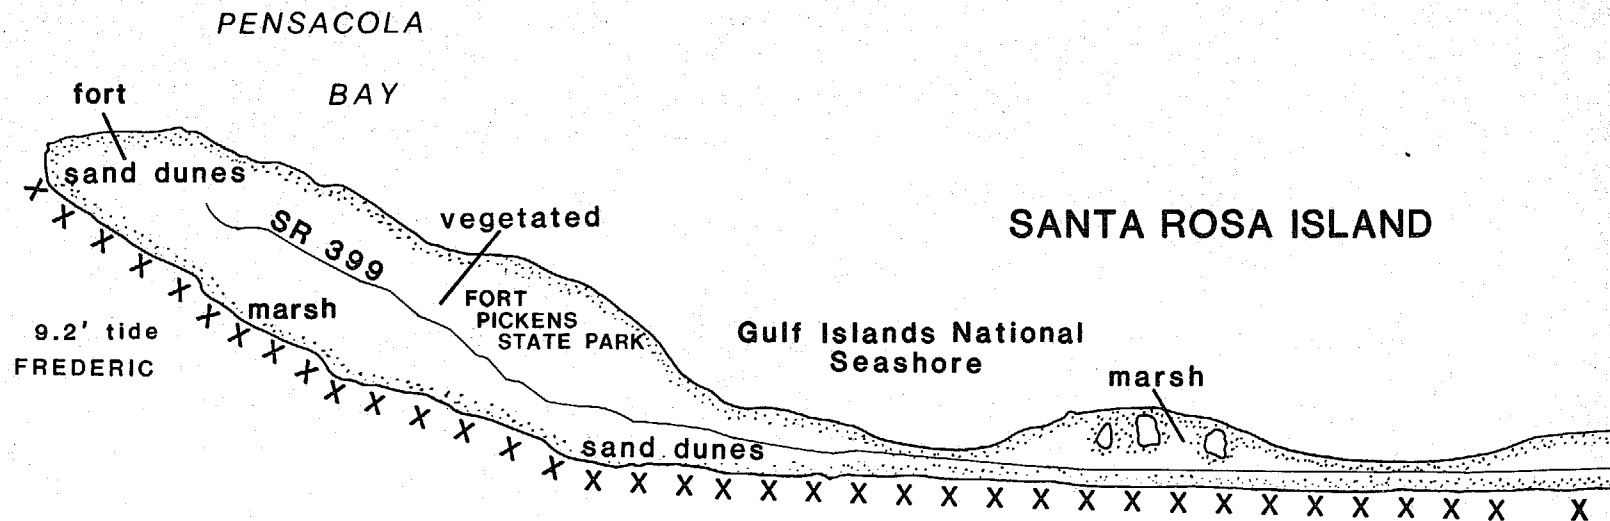 PENSACOLA
BAY
fort
sand dunes
vegetated
SR 399
SANTA ROSA ISLAND
marsh
FORT
PICKENS
STATE PARK
9.2' tide
FREDERIC
Gulf Islands National
Seashore
marsh
sand dunes
X X X X X X X X X X X X X X X X X X X X X X X X X X X X X X X X X X X X X X